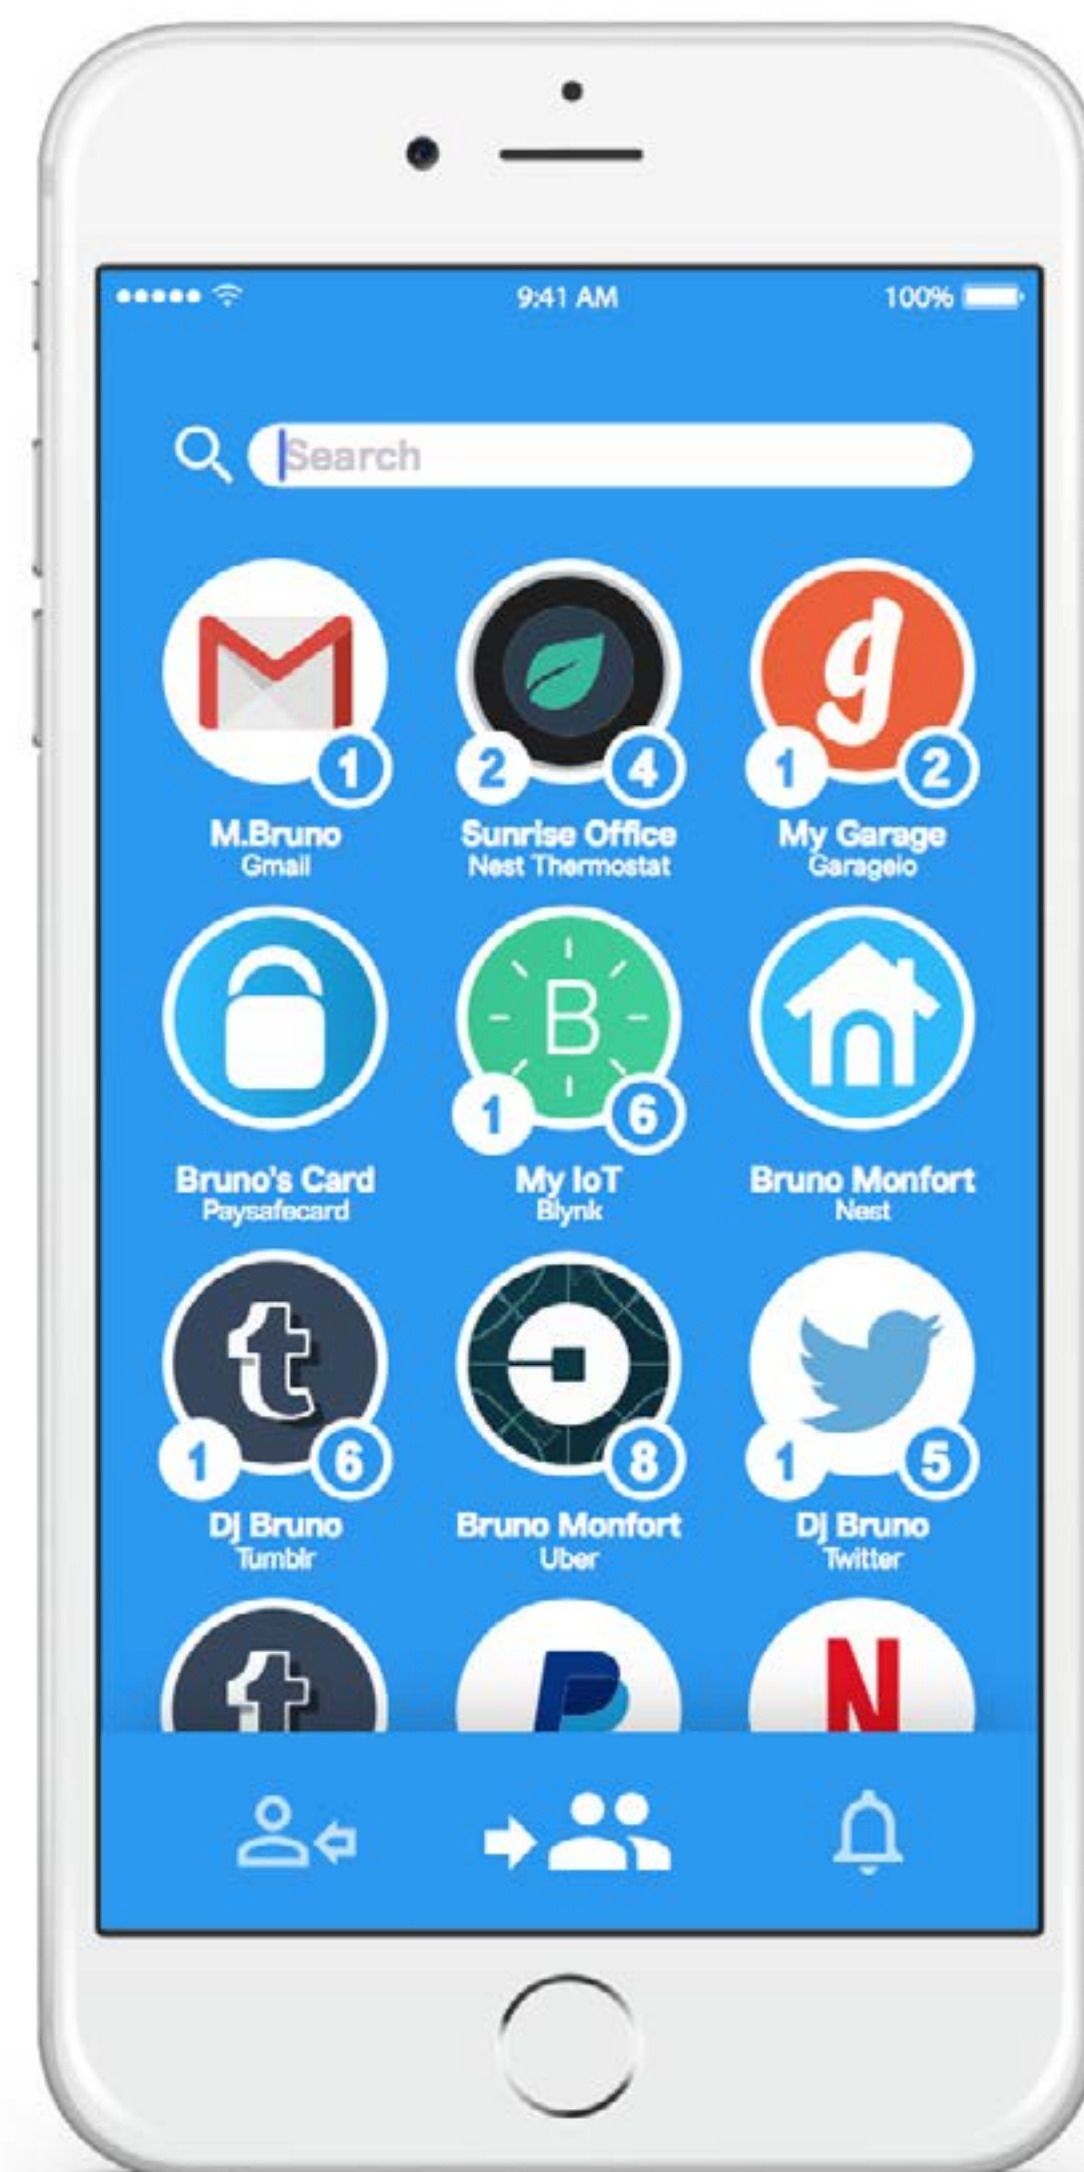 9:41 AM 100%
Search
g
1 2 4 1 2
M.Bruno Sunrise Office My Garage
Gmail Nest Thermostat Garageio
B
1 6
Bruno's Card My IoT Bruno Monfort
Paysafecard Blynk Nest
t
1 6 8 1 5
Dj Bruno Bruno Monfort Dj Bruno
Tumblr Uber Twitter
t P N